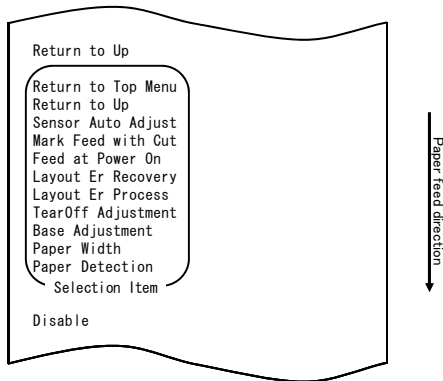 Return to Up
Return to Top Menu
Return to Up
Sensor Auto Adjust
Mark Feed with Cut
Feed at Power On
Layout Er Recovery
Layout Er Process
TearOff Adjustment
Base Adjustment
Paper Width
Paper Detection
Selection Item
Disable
Paper feed direction